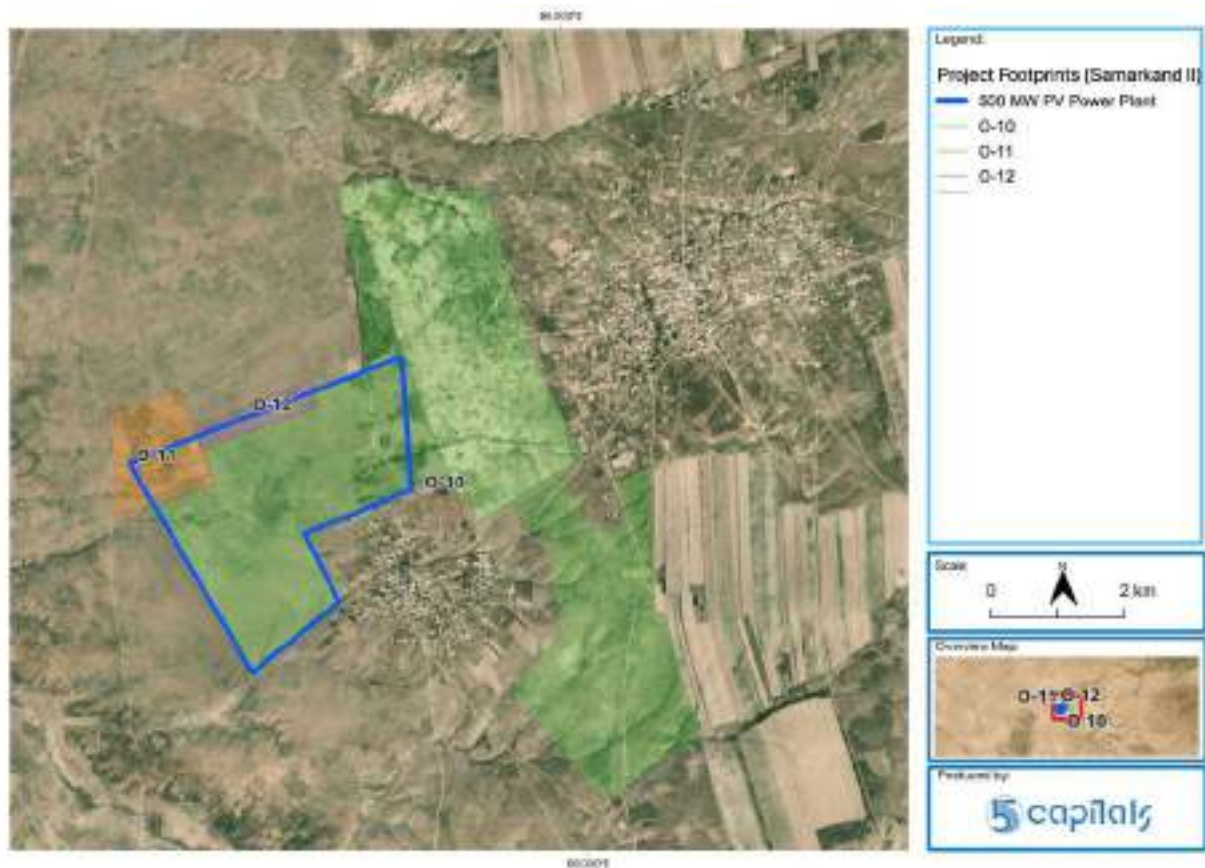 Legend:
Project Footprints (Samarkand II)
500 MW PV Power Plant
O-10
O-11
O-12
O-12
O-11
O-10
Scale
N
0 2 km
Overview Map
O-11 O-12
O-10
Produced by:
5 capitals